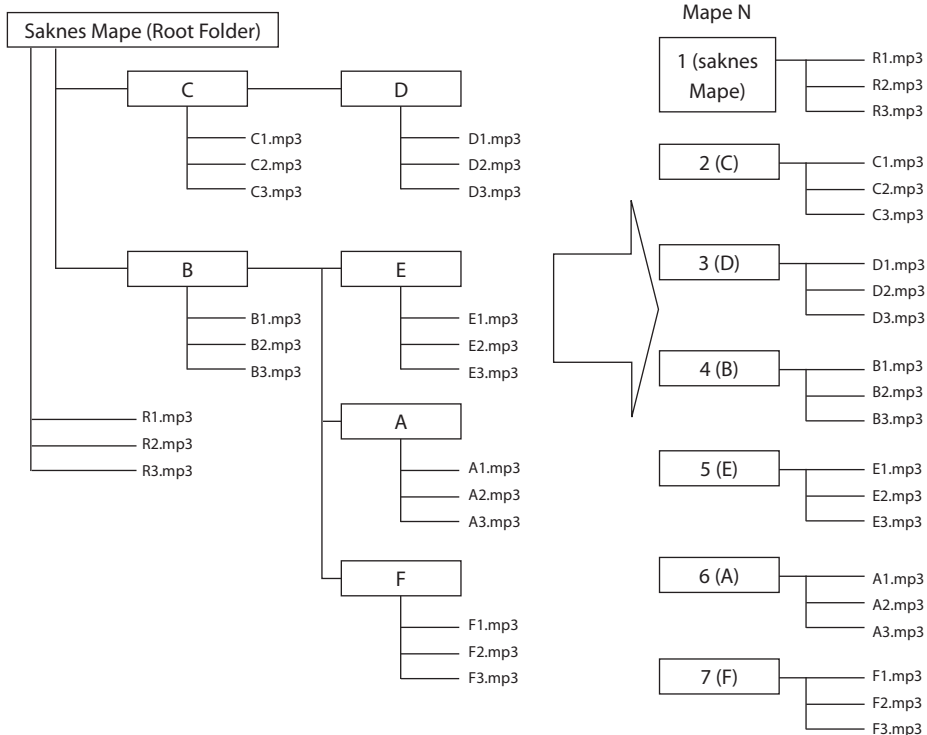 Saknes Mape (Root Folder)
C
C1.mp3
C2.mp3
C3.mp3
D
D1.mp3
D2.mp3
D3.mp3
B
B1.mp3
B2.mp3
B3.mp3
E
E1.mp3
E2.mp3
E3.mp3
A
A1.mp3
A2.mp3
A3.mp3
F
F1.mp3
F2.mp3
F3.mp3
R1.mp3
R2.mp3
R3.mp3
Mape N
1 (saknes
Mape)
R1.mp3
R2.mp3
R3.mp3
2 (C)
C1.mp3
C2.mp3
C3.mp3
3 (D)
D1.mp3
D2.mp3
D3.mp3
4 (B)
B1.mp3
B2.mp3
B3.mp3
5 (E)
E1.mp3
E2.mp3
E3.mp3
6 (A)
A1.mp3
A2.mp3
A3.mp3
7 (F)
F1.mp3
F2.mp3
F3.mp3